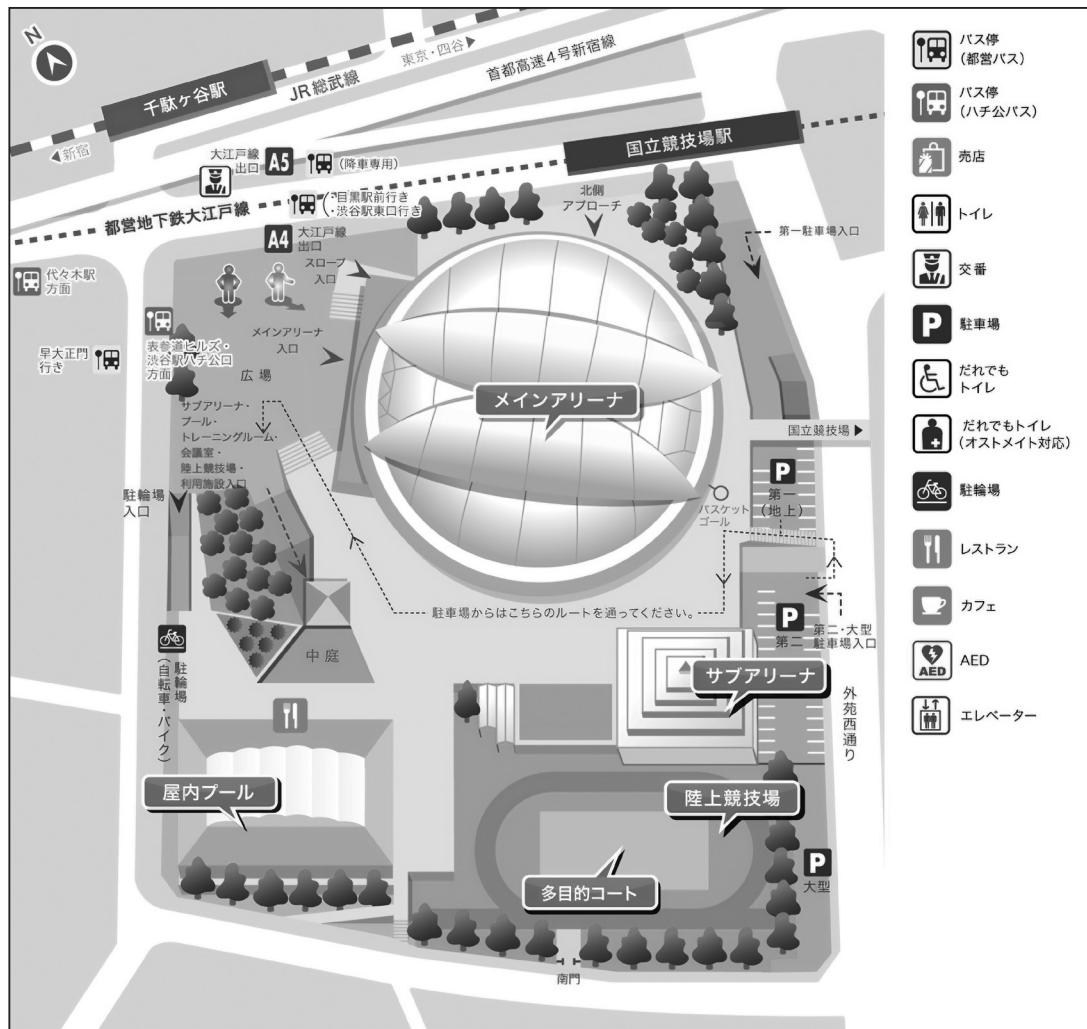 N
千駄ヶ谷駅
JR総武線
東京・四谷▶
首都高速4号新宿線
◀新宿
国立競技場駅
大江戸線
出口
A5
(降車専用)
都営地下鉄大江戸線
・目黒駅前行き
・渋谷駅東口行き
A4
大江戸線
出口
北側
アプローチ
スロープ
入口
第一駐車場入口
代々木駅
方面
表参道ヒルズ・
渋谷駅ハチ公口
方面
早大正門
行き
メインアリーナ
入口
広場
メインアリーナ
サブアリーナ・
プール・
トレーニングルーム・
会議室・
陸上競技場・
利用施設入口
国立競技場▶
P
第一
(地上)
バスケット
ゴール
駐輪場
入口
駐車場からはこちらのルートを通ってください。
P
第二
第二・大型
駐車場入口
中庭
駐輪場
(自転車・バイク)
サブアリーナ
外苑西通り
屋内プール
陸上競技場
多目的コート
P
大型
南門
バス停
(都営バス)
バス停
(ハチ公バス)
売店
トイレ
交番
P
駐車場
だれでも
トイレ
だれでもトイレ
(オストメイト対応)
駐輪場
レストラン
カフェ
AED
AED
エレベーター